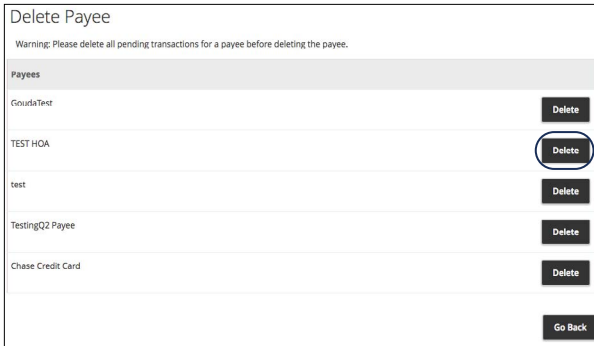 Delete Payee
Warning: Please delete all pending transactions for a payee before deleting the payee.
Payees
GoudaTest
Delete
TEST HOA
Delete
test
Delete
TestingQ2 Payee
Delete
Chase Credit Card
Delete
Go Back